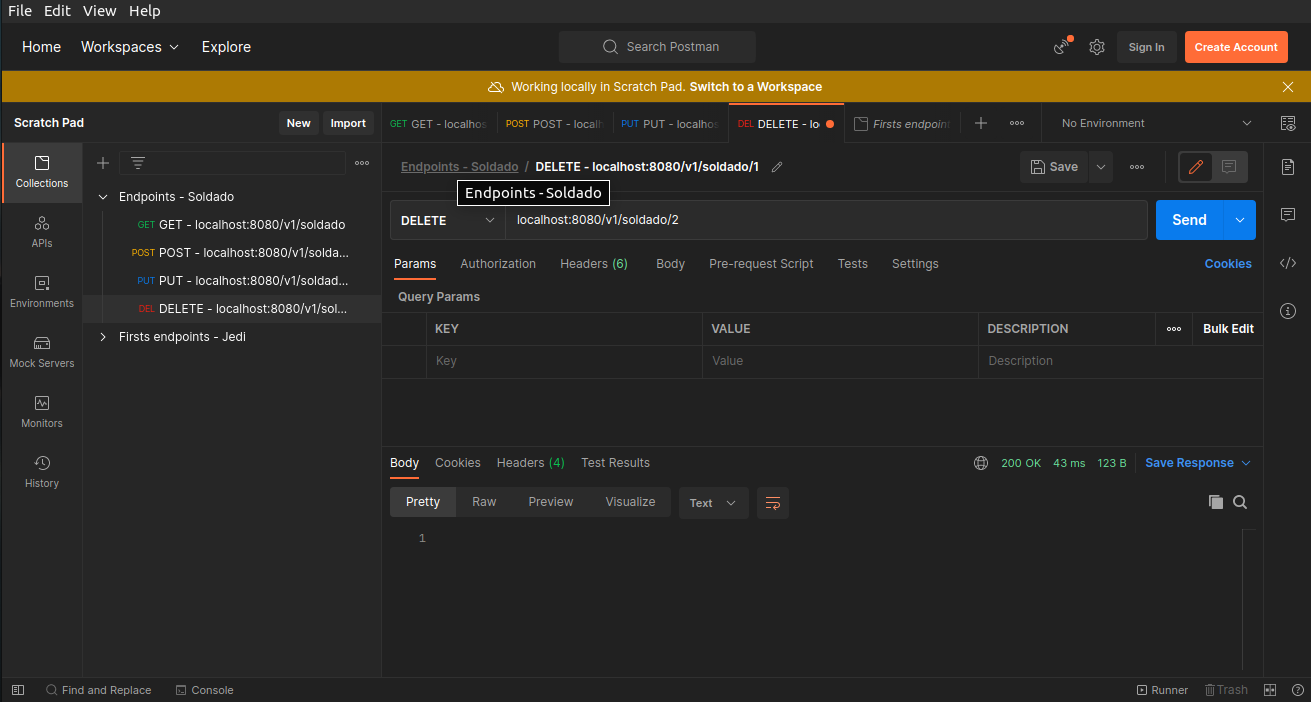 File Edit View Help
Home Workspaces Explore Search Postman Sign In Create Account
Working locally in Scratch Pad. Switch to a Workspace
Scratch Pad New Import
GET GET - localhos POST POST - localh PUT PUT - localhos DEL DELETE - lo Firsts endpoin No Environment
Collections
APIs
Environments
Mock Servers
Monitors
History
Endpoints - Soldado
GET GET - localhost:8080/v1/soldado
POST POST - localhost:8080/v1/solda...
PUT PUT - localhost:8080/v1/soldad...
DEL DELETE - localhost:8080/v1/sol...
Firsts endpoints - Jedi
Endpoints - Soldado / DELETE - localhost:8080/v1/soldado/1 Save
Endpoints - Soldado
DELETE localhost:8080/v1/soldado/2 Send
Params Authorization Headers (6) Body Pre-request Script Tests Settings Cookies
Query Params
KEY VALUE DESCRIPTION Bulk Edit
Key Value Description
Body Cookies Headers (4) Test Results 200 OK 43 ms 123 B Save Response
Pretty Raw Preview Visualize Text
1
Find and Replace Console Runner Trash